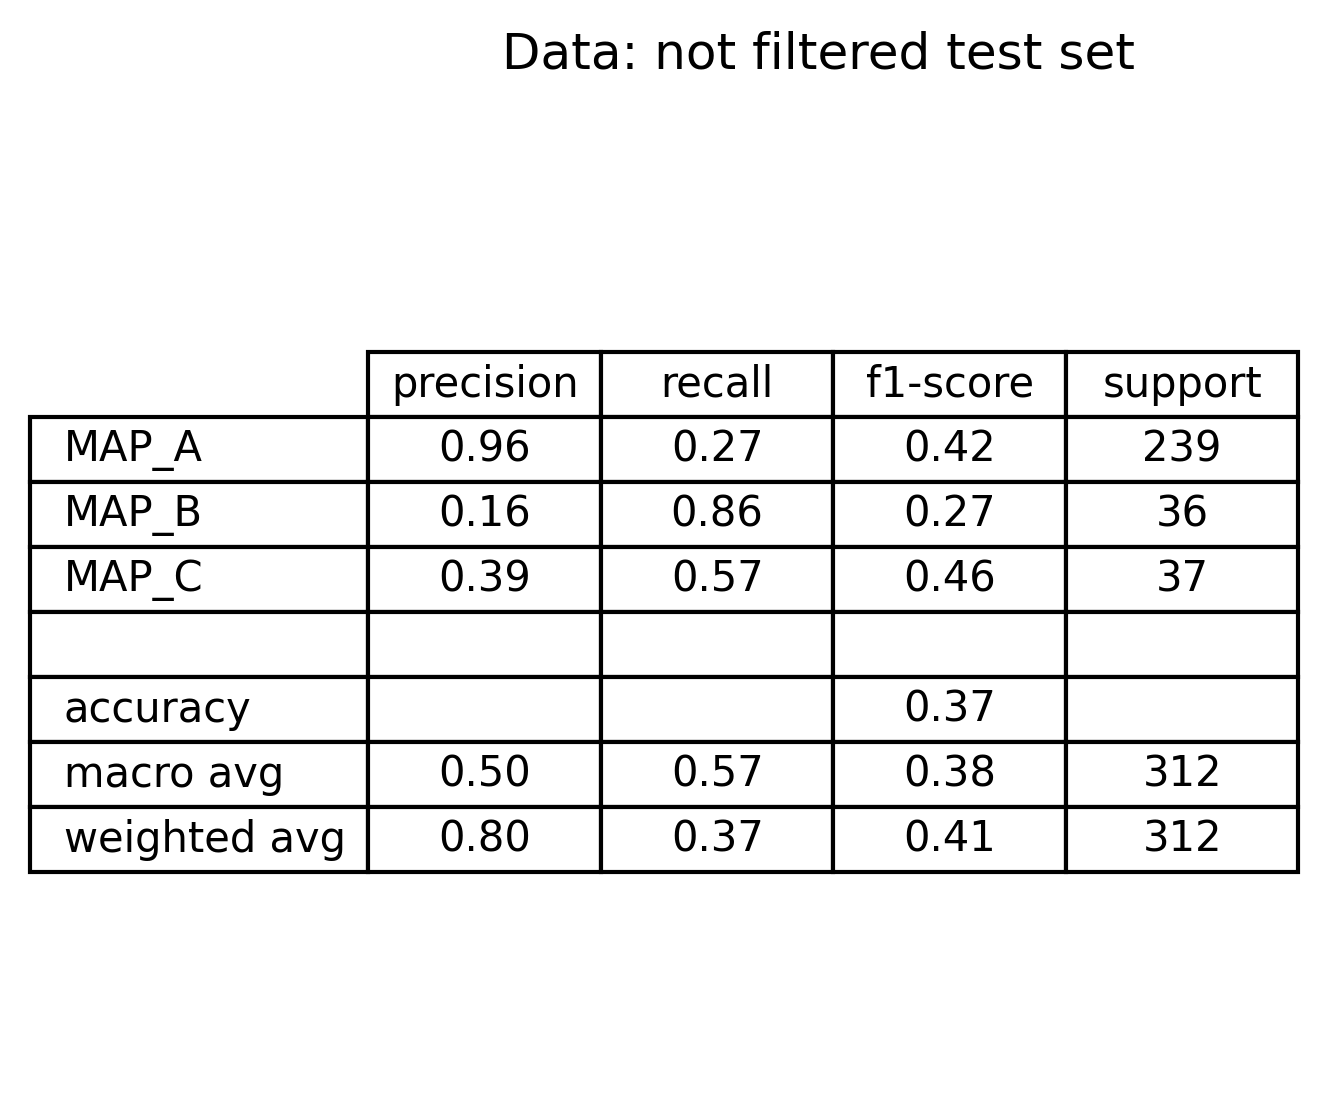 Data: not filtered test set
precision recall f1-score support
MAP_A 0.96 0.27 0.42 239
MAP_B 0.16 0.86 0.27 36
MAP_C 0.39 0.57 0.46 37
accuracy 0.37
macro avg 0.50 0.57 0.38 312
weighted avg 0.80 0.37 0.41 312